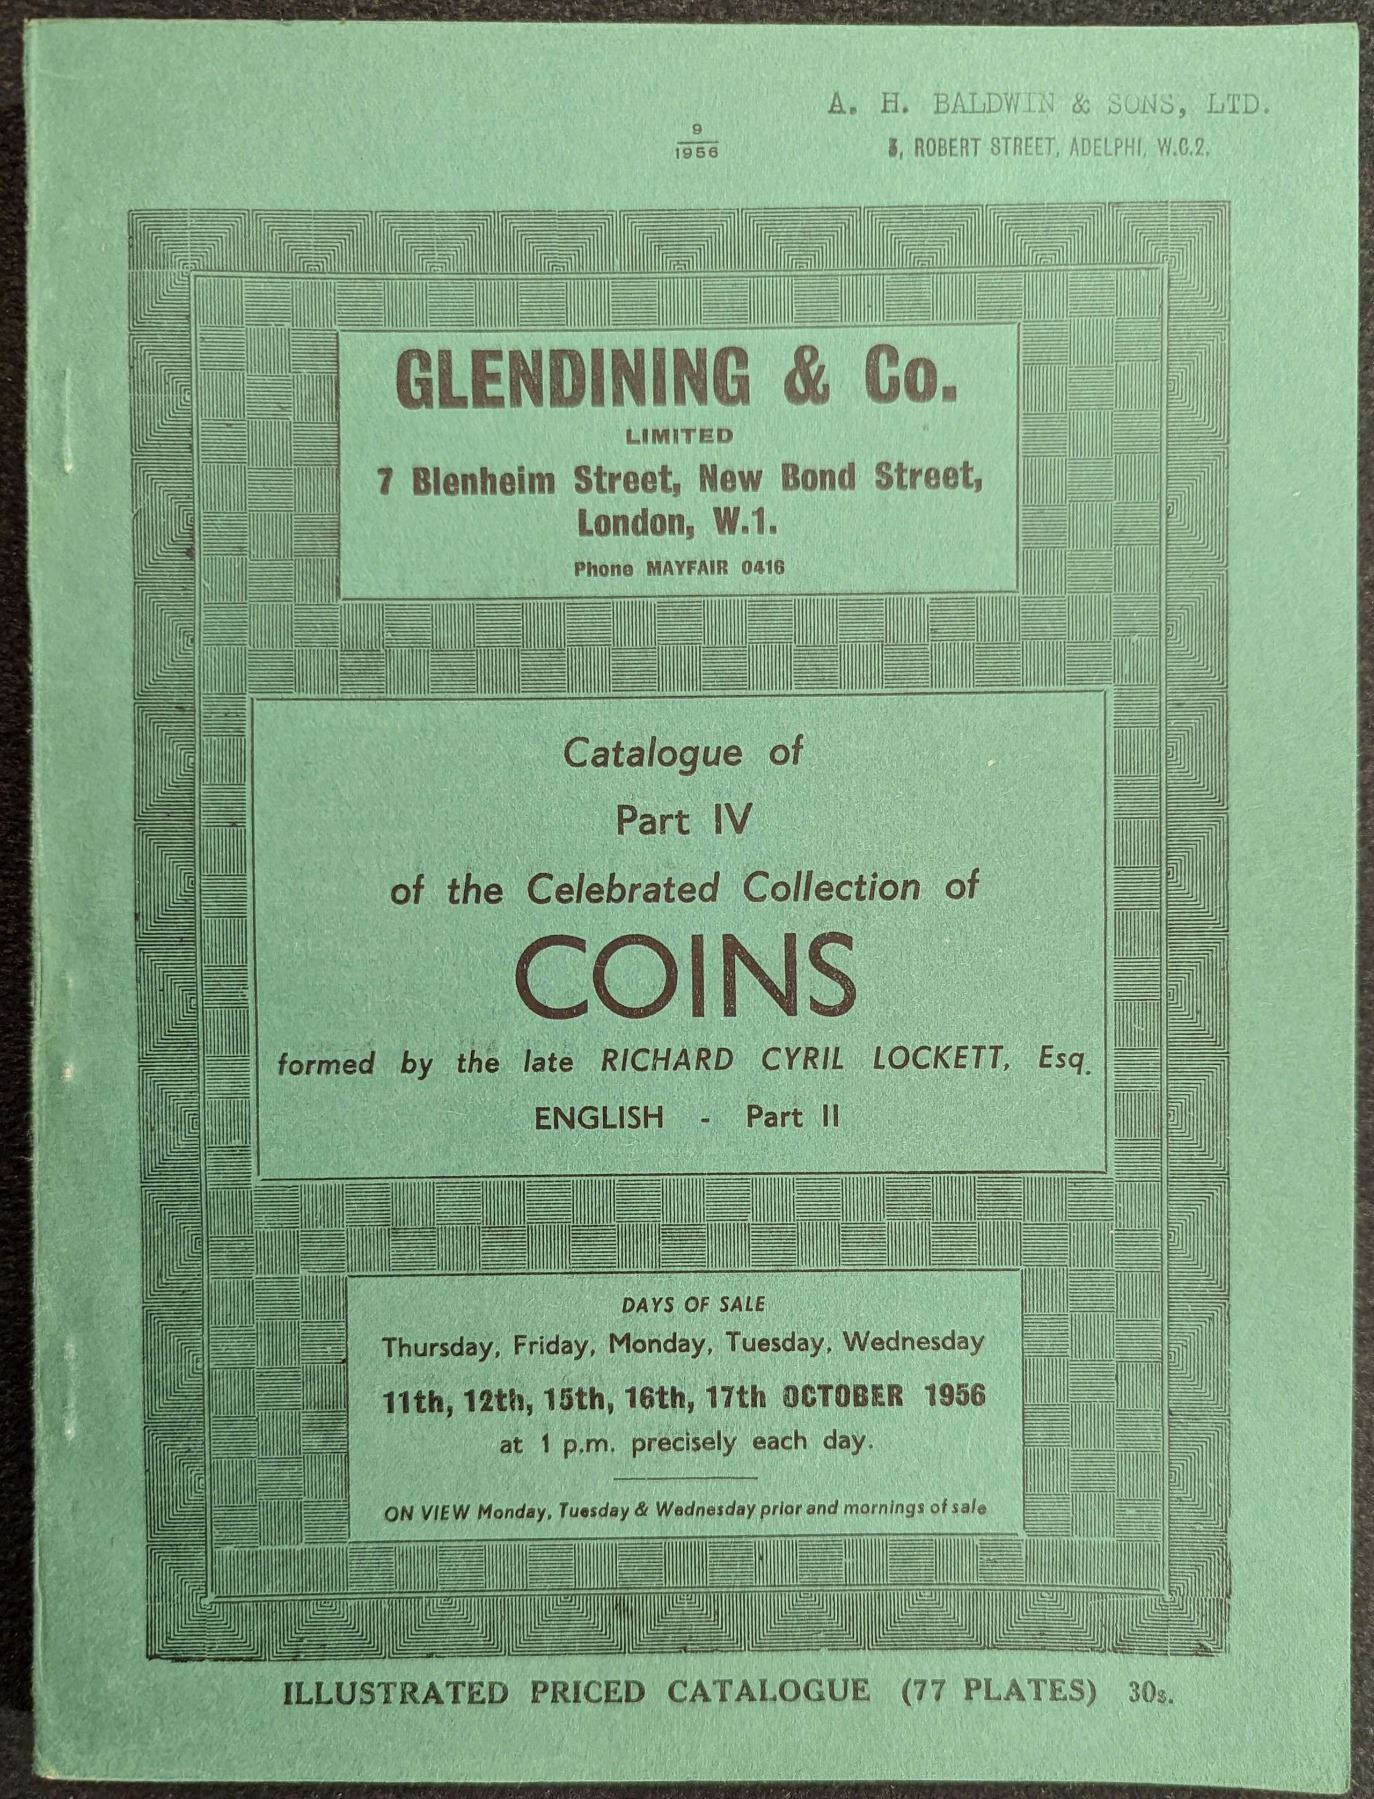 A. H. BALDWIN & SONS, LTD.
3, ROBERT STREET, ADELPHI, W.C.2.
9
1956
GLENDINING & Co.
LIMITED
7 Blenheim Street, New Bond Street,
London, W.1.
Phone MAYFAIR 0416
Catalogue of
Part IV
of the Celebrated Collection of
COINS
formed by the late RICHARD CYRIL LOCKETT, Esq.
ENGLISH - Part II
DAYS OF SALE
Thursday, Friday, Monday, Tuesday, Wednesday
11th, 12th, 15th, 16th, 17th OCTOBER 1956
at 1 p.m. precisely each day.
ON VIEW Monday, Tuesday & Wednesday prior and mornings of sale
ILLUSTRATED PRICED CATALOGUE (77 PLATES) 30s.